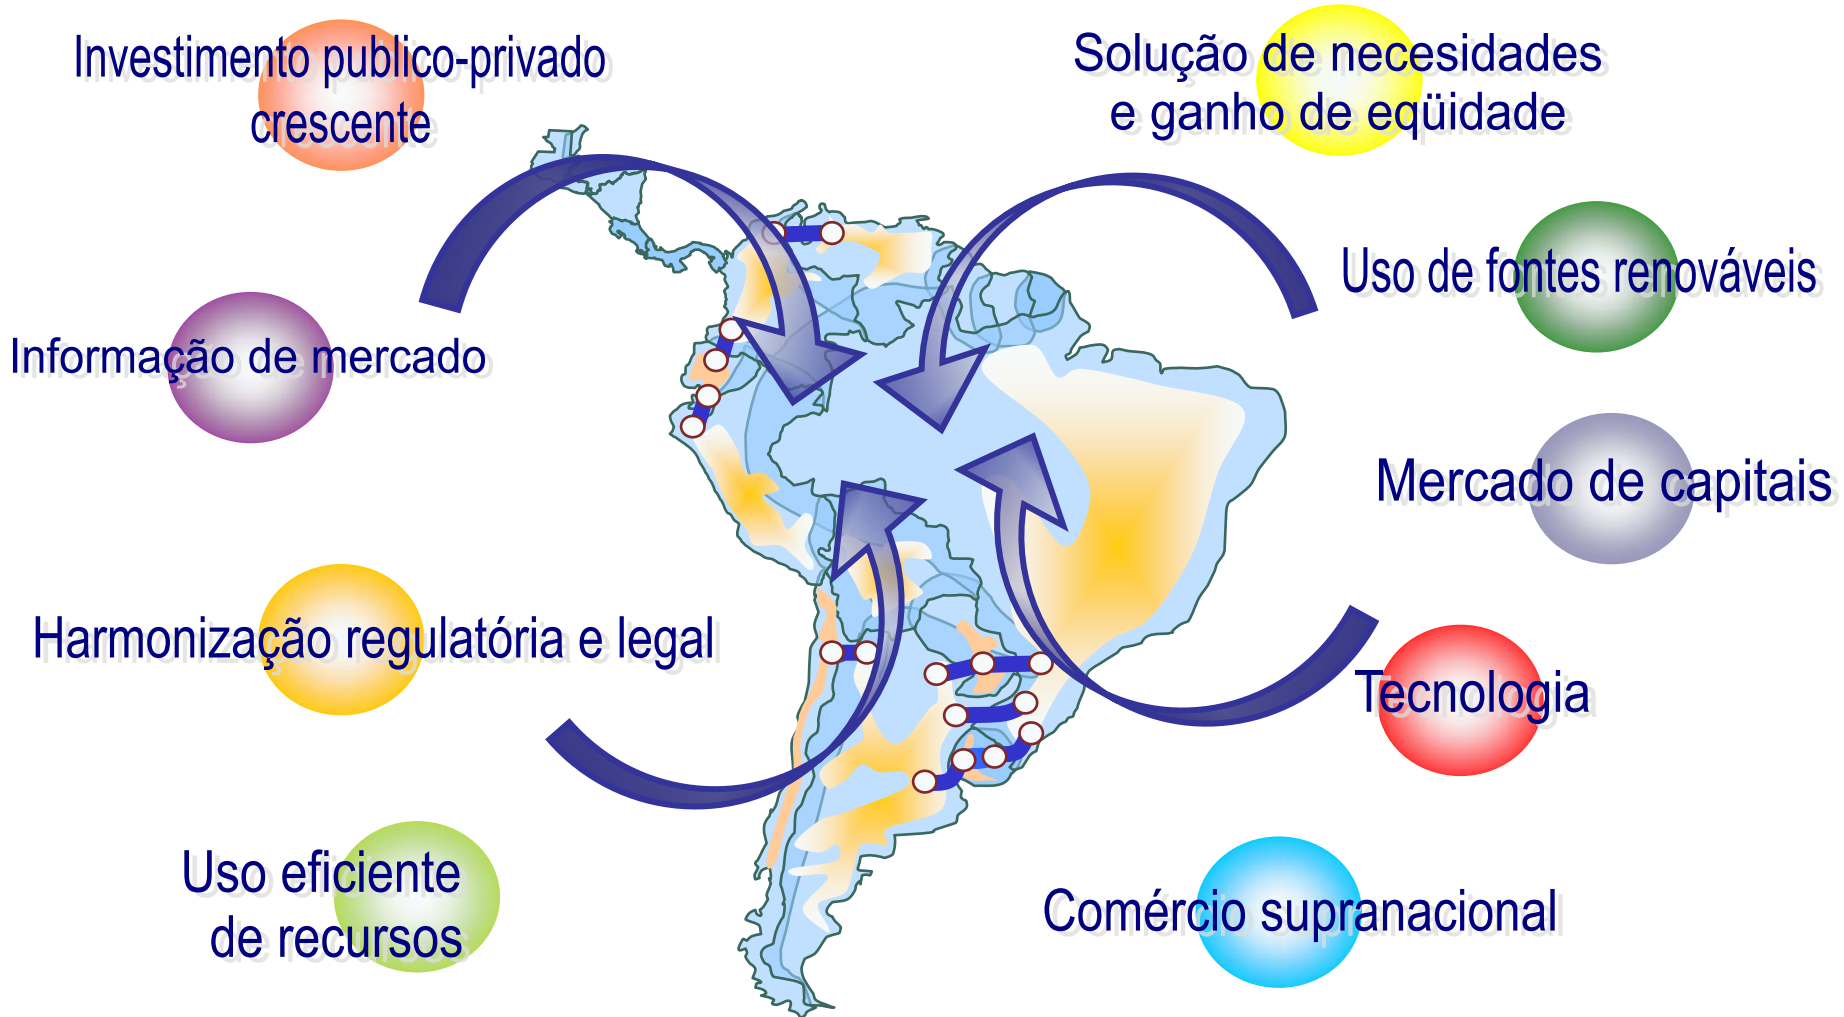 Investimento publico-privado
crescente
Informação de mercado
Harmonização regulatória e legal
Uso eficiente
de recursos
Solução de necesidades
e ganho de eqüidade
Uso de fontes renováveis
Mercado de capitais
Tecnologia
Comércio supranacional